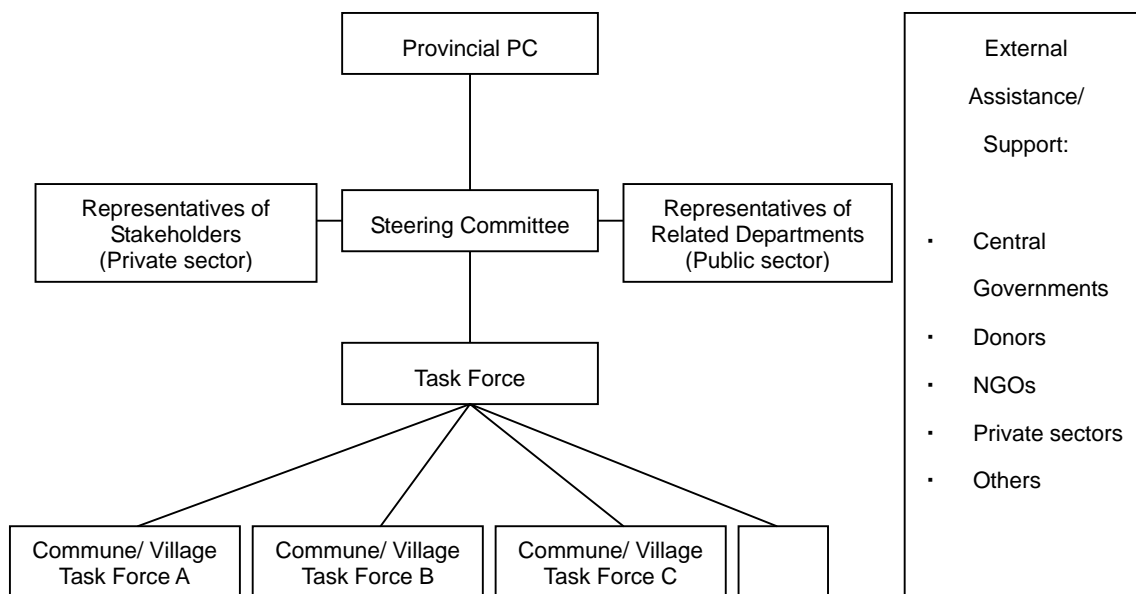 Provincial PC
Representatives of
Stakeholders
(Private sector)
Steering Committee
Representatives of
Related Departments
(Public sector)
Task Force
Commune/ Village
Task Force A
Commune/ Village
Task Force B
Commune/ Village
Task Force C
External
Assistance/
Support:
· Central
Governments
· Donors
· NGOs
· Private sectors
· Others